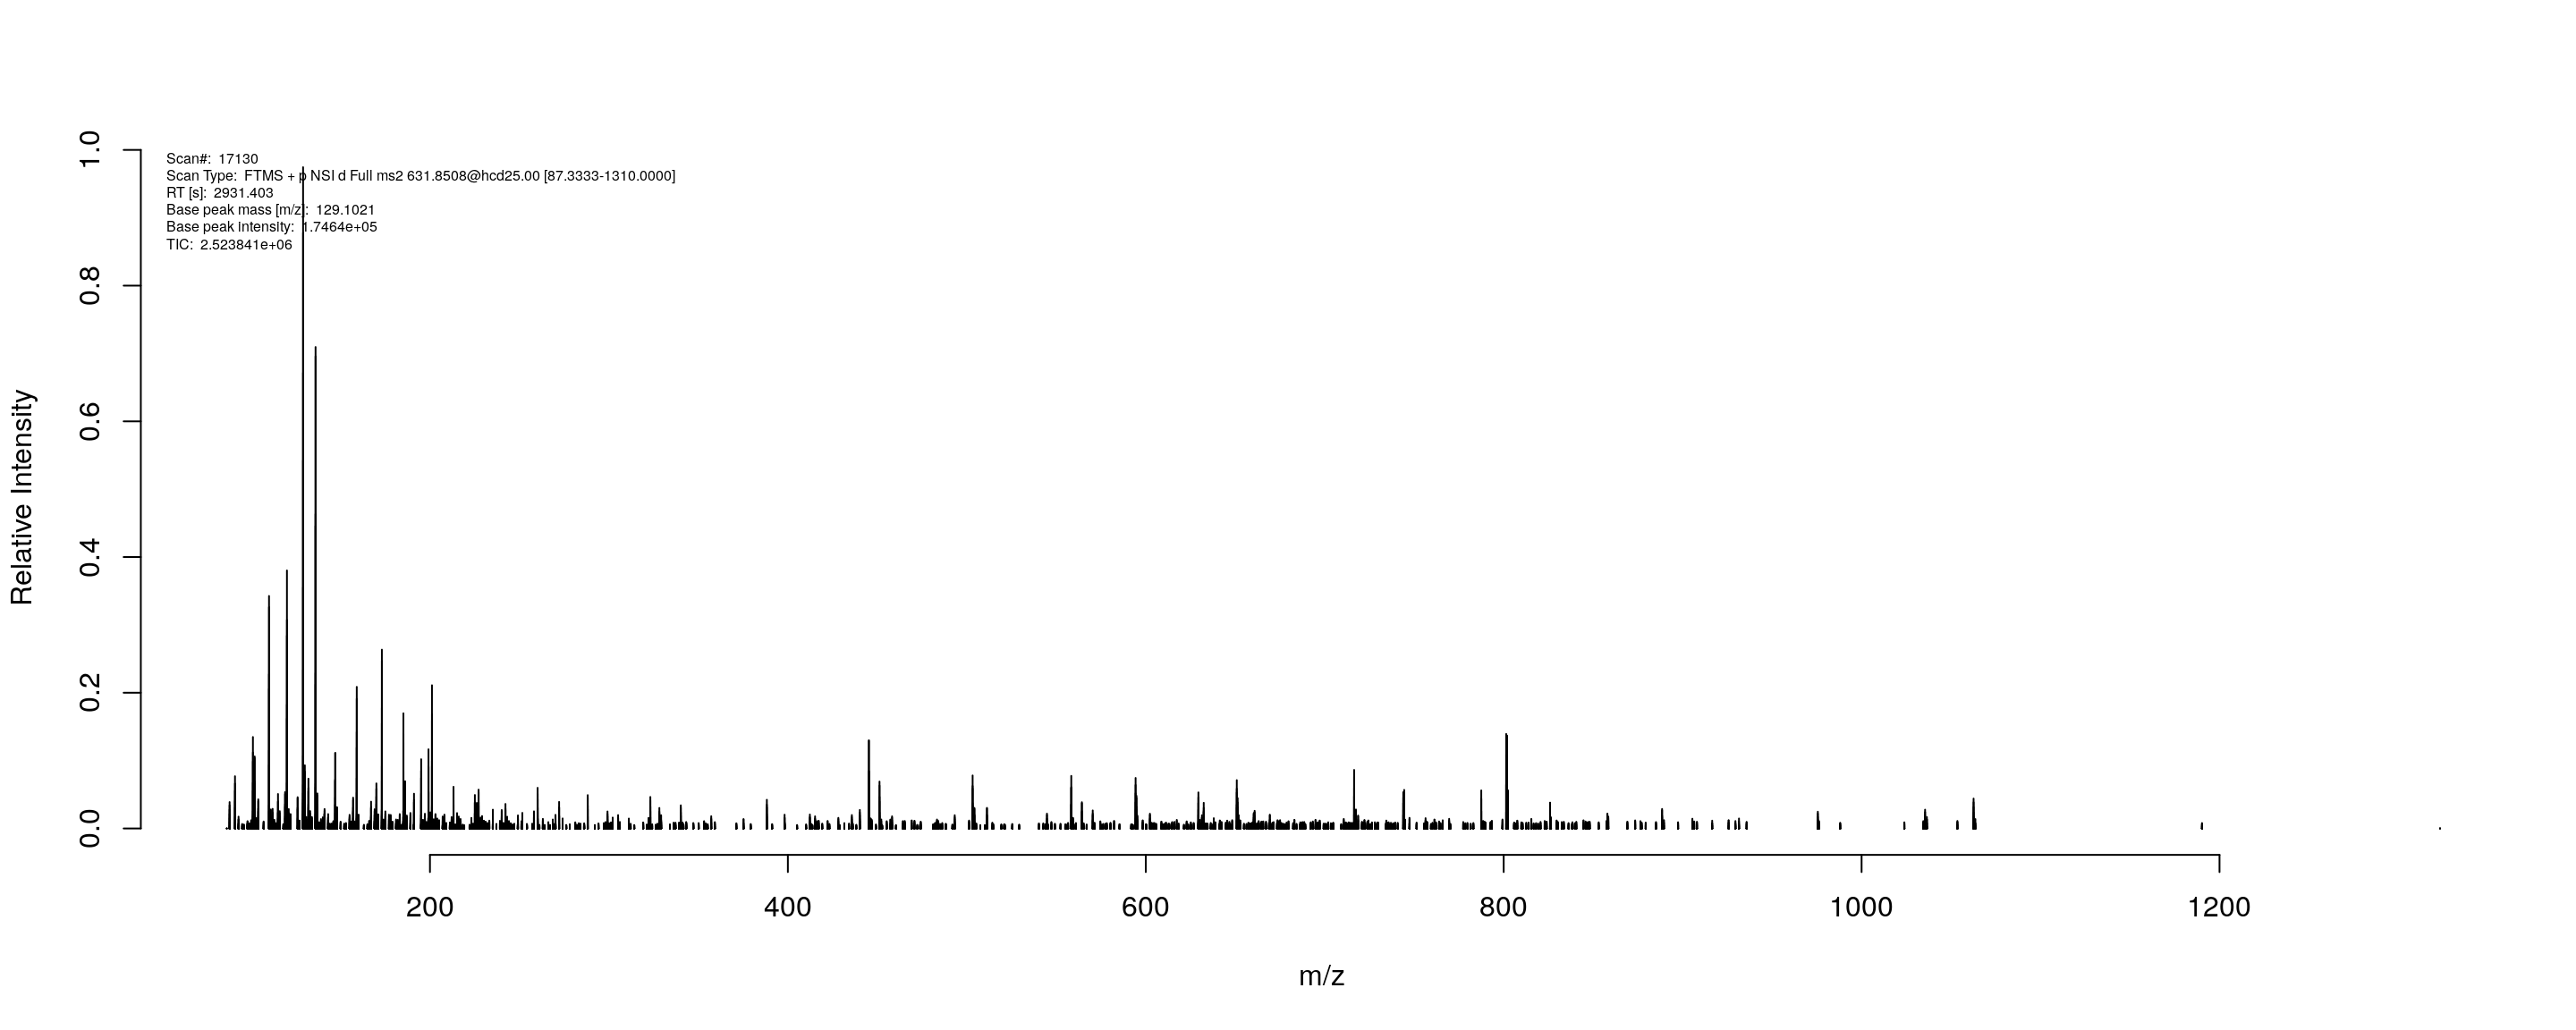 Scan#: 17130
Scan Type: FTMS + p NSI d Full ms2 631.8508@hcd25.00 [87.3333-1310.0000]
RT [s]: 2931.403
Base peak mass [m/z]: 129.1021
Base peak intensity: 1.7464e+05
TIC: 2.523841e+06
Relative Intensity
1.0
0.8
0.6
0.4
0.2
0.0
200 400 600 800 1000 1200
m/z